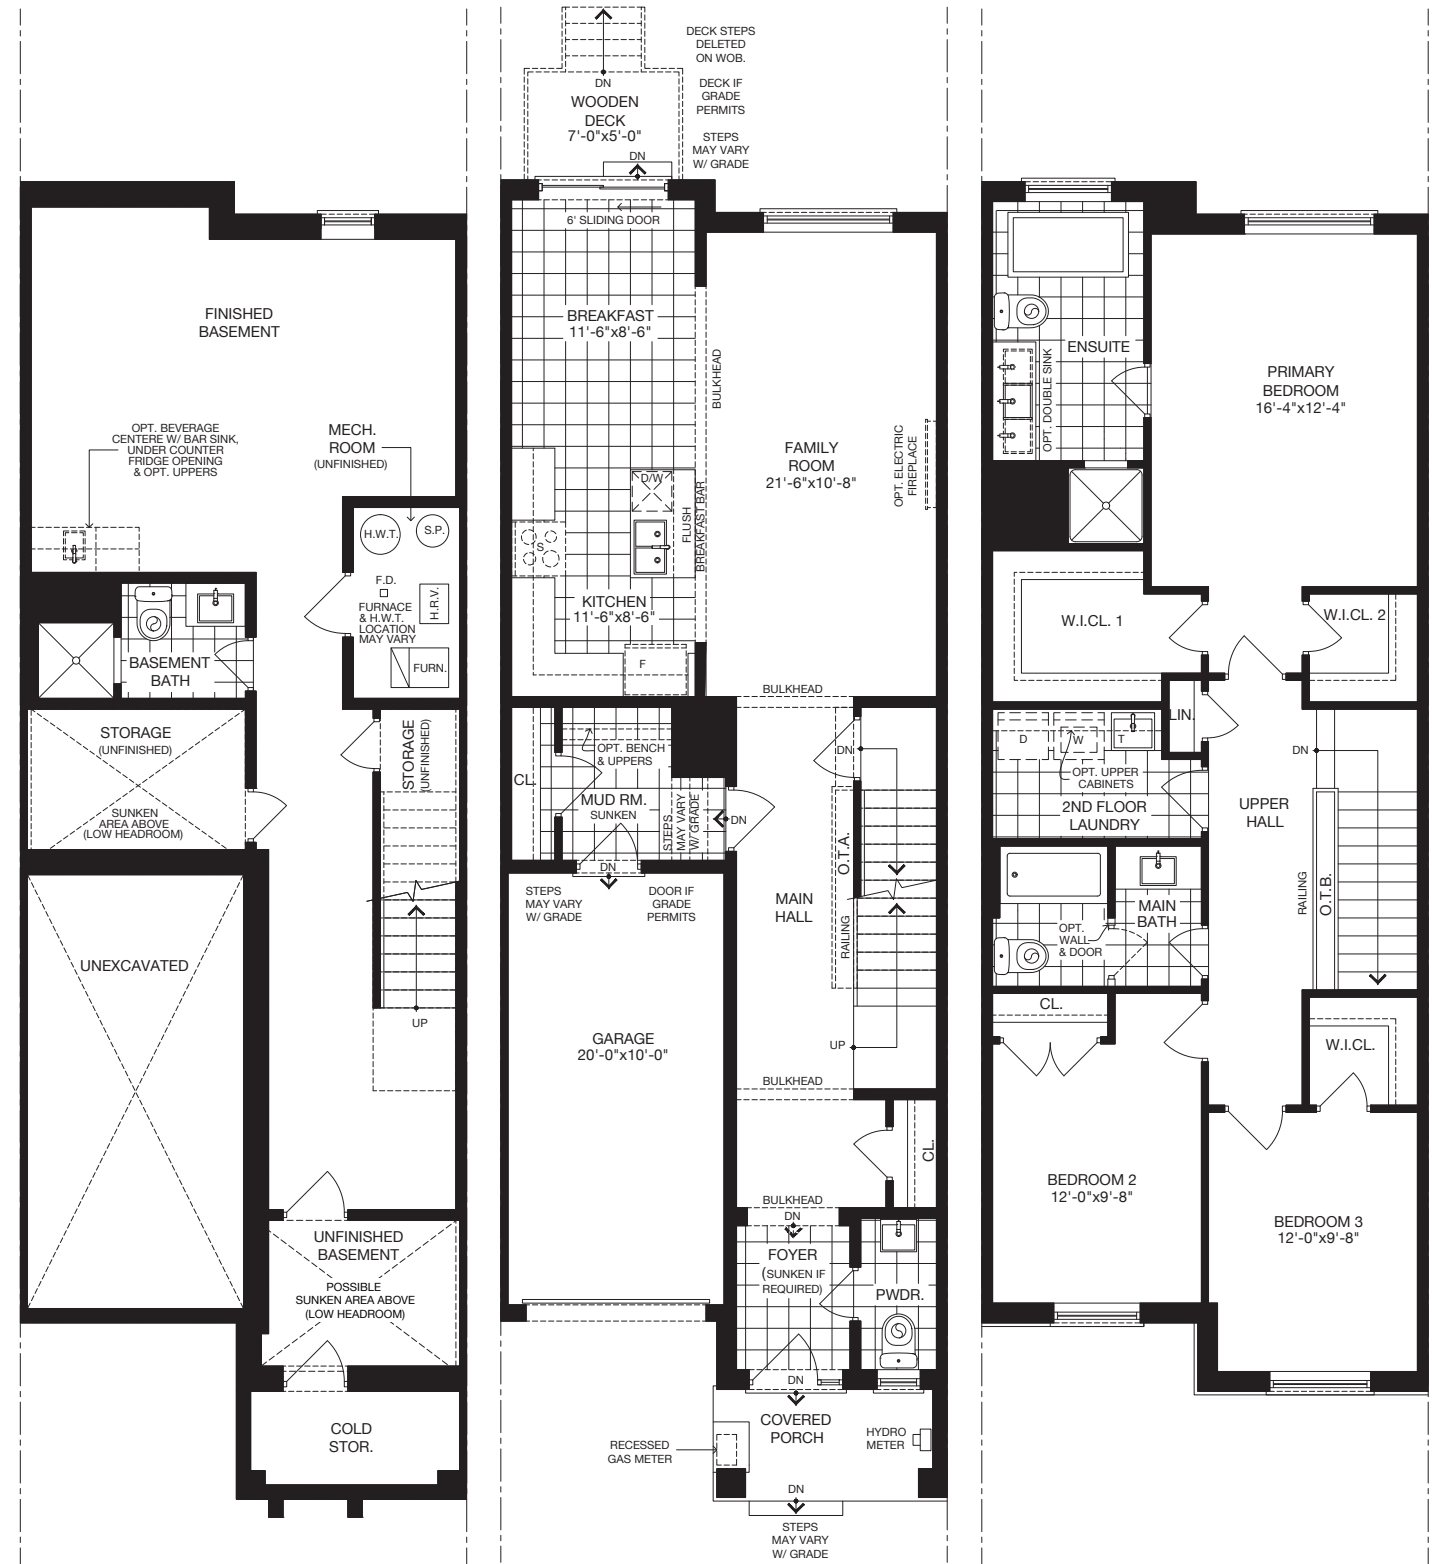 FINISHED
BASEMENT
OPT. BEVERAGE
CENTERE W/ BAR SINK,
UNDER COUNTER
FRIDGE OPENING
& OPT. UPPERS
MECH.
ROOM
(UNFINISHED)
H.W.T.
S.P.
F.D.
FURNACE
& H.W.T.
LOCATION
MAY VARY
H.R.V.
FURN.
BASEMENT
BATH
STORAGE
(UNFINISHED)
SUNKEN
AREA ABOVE
(LOW HEADROOM)
STORAGE
(UNFINISHED)
UNEXCAVATED
UP
UNFINISHED
BASEMENT
POSSIBLE
SUNKEN AREA ABOVE
(LOW HEADROOM)
COLD
STOR.
DECK STEPS
DELETED
ON WOB.
DN
DECK IF
GRADE
PERMITS
WOODEN
DECK
7'-0"x5'-0"
STEPS
MAY VARY
W/ GRADE
DN
6' SLIDING DOOR
BREAKFAST
11'-6"x8'-6"
BULKHEAD
FAMILY
ROOM
21'-6"x10'-8"
OPT. ELECTRIC
FIREPLACE
D/W
FLUSH
BREAKFAST BAR
S
KITCHEN
11'-6"x8'-6"
F
BULKHEAD
CL.
OPT. BENCH
& UPPERS
MUD RM.
SUNKEN
STEPS
MAY VARY
W/ GRADE
DN
DN
O.T.A.
DN
STEPS
MAY VARY
W/ GRADE
DOOR IF
GRADE
PERMITS
MAIN
HALL
RAILING
GARAGE
20'-0"x10'-0"
UP
BULKHEAD
CL.
BULKHEAD
DN
FOYER
(SUNKEN IF
REQUIRED)
PWDR.
DN
COVERED
PORCH
HYDRO
METER
RECESSED
GAS METER
DN
STEPS
MAY VARY
W/ GRADE
ENSUITE
OPT. DOUBLE SINK
PRIMARY
BEDROOM
16'-4"x12'-4"
W.I.CL. 1
W.I.CL. 2
LIN.
D
W
T
OPT. UPPER
CABINETS
2ND FLOOR
LAUNDRY
DN
UPPER
HALL
RAILING
O.T.B.
MAIN
BATH
OPT.
WALL
& DOOR
CL.
W.I.CL.
BEDROOM 2
12'-0"x9'-8"
BEDROOM 3
12'-0"x9'-8"